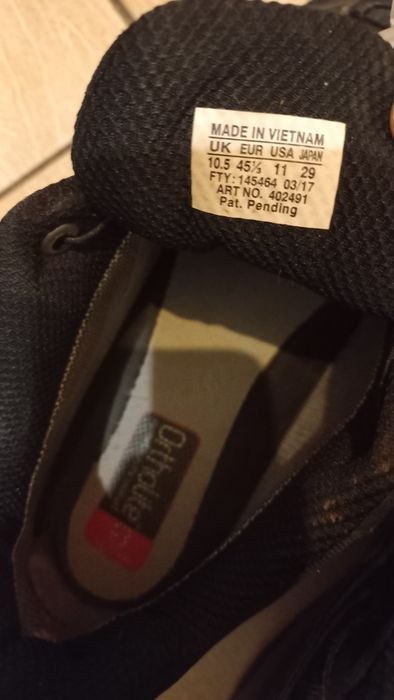 MADE IN VIETNAM
UK EUR USA JAPAN
10.5 45⅓ 11 29
FTY:145464 03/17
ART NO. 402491
Pat. Pending
Ortholite